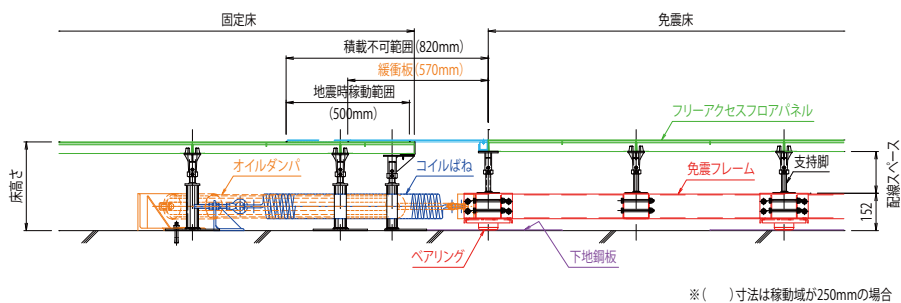 固定床
免震床
積載不可範囲(820mm)
緩衝板(570mm)
地震時稼動範囲
(500mm)
フリーアクセスフロアパネル
オイルダンパ
コイルばね
免震フレーム
支持脚
配線スペース
床高さ
152
ベアリング
下地鋼板
※(　　)寸法は稼動域が250mmの場合